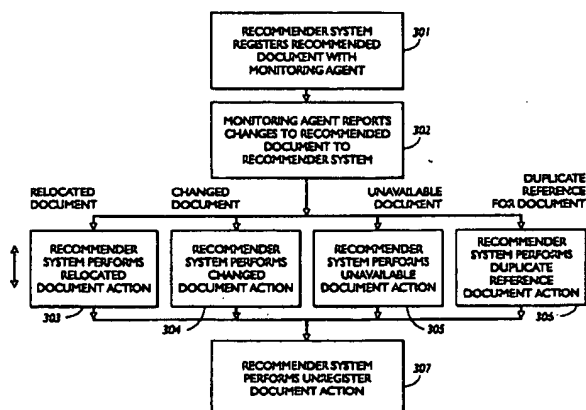 RECOMMENDER SYSTEM
REGISTERS RECOMMENDED
DOCUMENT WITH
MONITORING AGENT
301
MONITORING AGENT REPORTS
CHANGES TO RECOMMENDED
DOCUMENT TO
RECOMMENDER SYSTEM
302
RELOCATED
DOCUMENT
CHANGED
DOCUMENT
UNAVAILABLE
DOCUMENT
DUPLICATE
REFERENCE
FOR DOCUMENT
RECOMMENDER
SYSTEM PERFORMS
RELOCATED
DOCUMENT ACTION
303
RECOMMENDER
SYSTEM PERFORMS
CHANGED
DOCUMENT ACTION
304
RECOMMENDER
SYSTEM PERFORMS
UNAVAILABLE
DOCUMENT ACTION
305
RECOMMENDER
SYSTEM PERFORMS
DUPLICATE
REFERENCE
DOCUMENT ACTION
306
RECOMMENDER SYSTEM
PERFORMS UNREGISTER
DOCUMENT ACTION
307